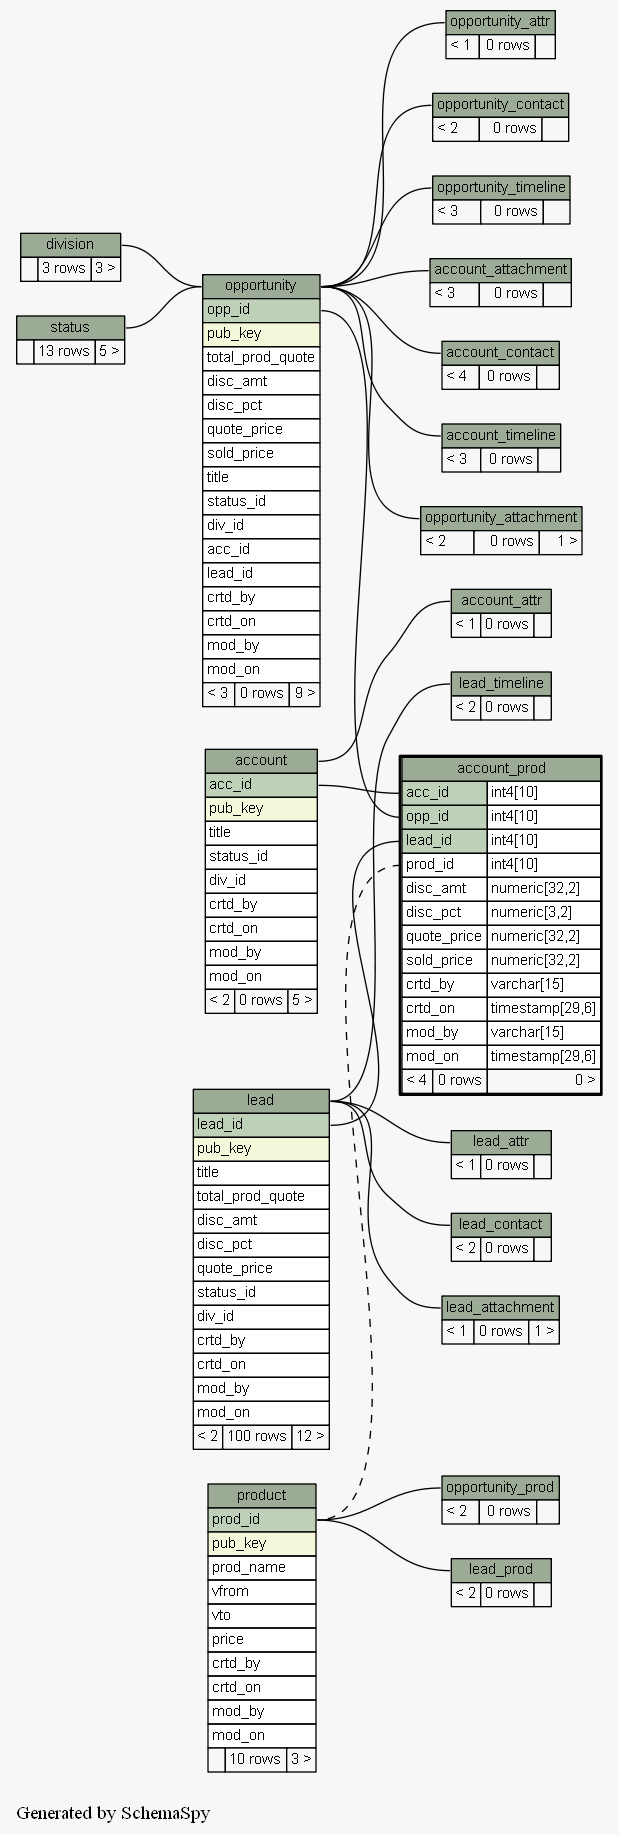 opportunity_attr
< 1 0 rows
opportunity_contact
< 2 0 rows
opportunity_timeline
< 3 0 rows
division
3 rows 3 >
account_attachment
< 3 0 rows
opportunity
opp_id
pub_key
total_prod_quote
disc_amt
disc_pct
quote_price
sold_price
title
status_id
div_id
acc_id
lead_id
crtd_by
crtd_on
mod_by
mod_on
< 3 0 rows 9 >
status
13 rows 5 >
account_contact
< 4 0 rows
account_timeline
< 3 0 rows
opportunity_attachment
< 2 0 rows 1 >
account_attr
< 1 0 rows
lead_timeline
< 2 0 rows
account
acc_id
pub_key
title
status_id
div_id
crtd_by
crtd_on
mod_by
mod_on
< 2 0 rows 5 >
account_prod
acc_id int4[10]
opp_id int4[10]
lead_id int4[10]
prod_id int4[10]
disc_amt numeric[32,2]
disc_pct numeric[3,2]
quote_price numeric[32,2]
sold_price numeric[32,2]
crtd_by varchar[15]
crtd_on timestamp[29,6]
mod_by varchar[15]
mod_on timestamp[29,6]
< 4 0 rows 0 >
lead
lead_id
pub_key
title
total_prod_quote
disc_amt
disc_pct
quote_price
status_id
div_id
crtd_by
crtd_on
mod_by
mod_on
< 2 100 rows 12 >
lead_attr
< 1 0 rows
lead_contact
< 2 0 rows
lead_attachment
< 1 0 rows 1 >
product
prod_id
pub_key
prod_name
vfrom
vto
price
crtd_by
crtd_on
mod_by
mod_on
10 rows 3 >
opportunity_prod
< 2 0 rows
lead_prod
< 2 0 rows
Generated by SchemaSpy